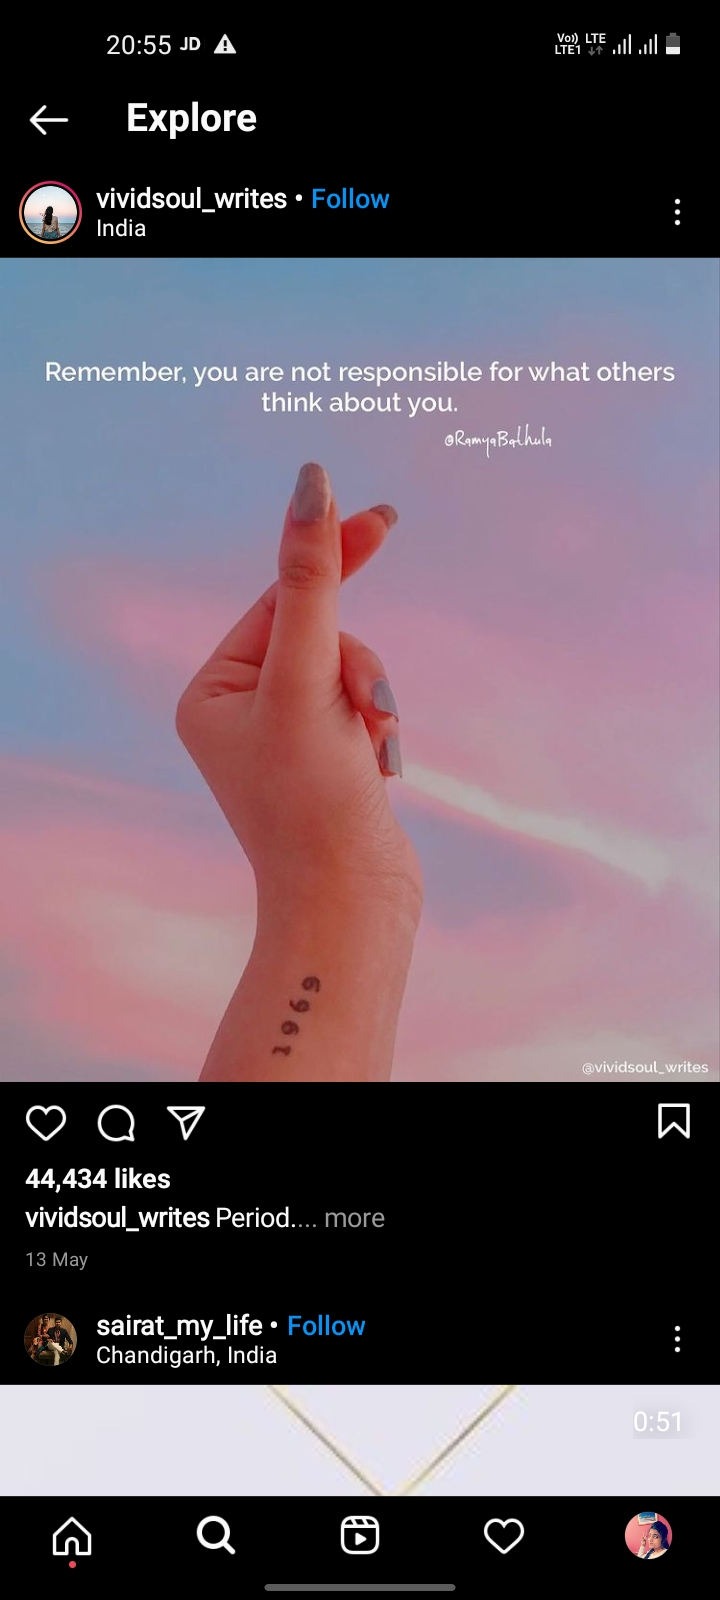 20:55 JD
Vo)) LTE
LTE1
Explore
vividsoul_writes • Follow
India
Remember, you are not responsible for what others
think about you.
@RamyaBathula
1969
@vividsoul_writes
44,434 likes
vividsoul_writes Period.... more
13 May
sairat_my_life • Follow
Chandigarh, India
0:51